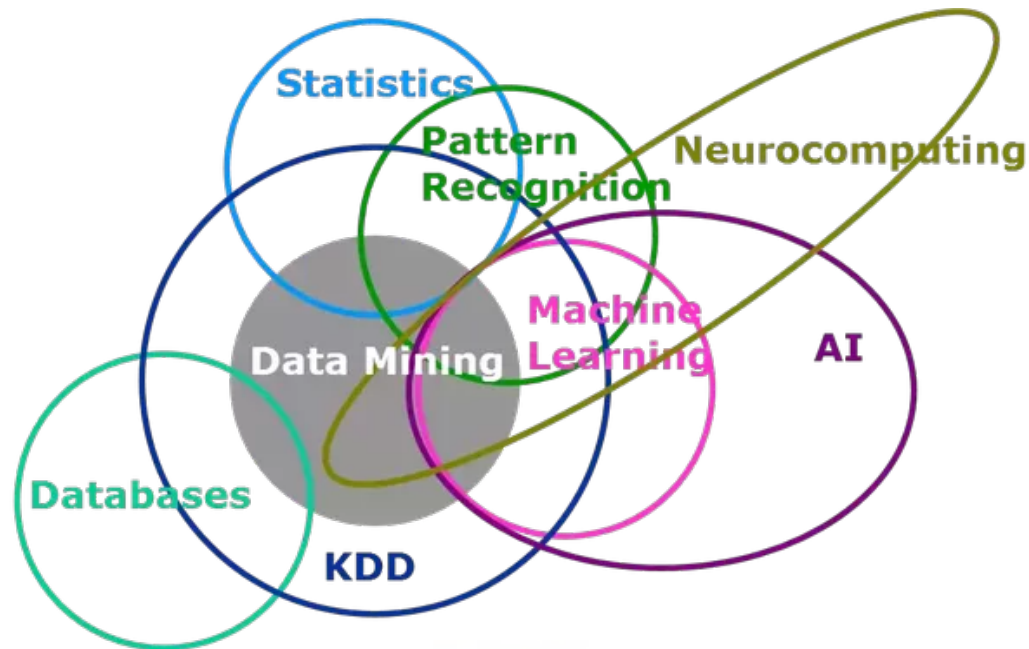 Statistics
Pattern
Recognition
Neurocomputing
Machine
Learning
AI
Data Mining
Databases
KDD